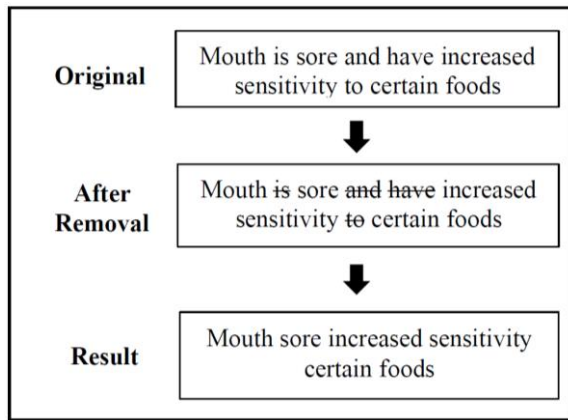 Original
Mouth is sore and have increased
sensitivity to certain foods
After
Removal
Mouth is sore and have increased
sensitivity to certain foods
Result
Mouth sore increased sensitivity
certain foods